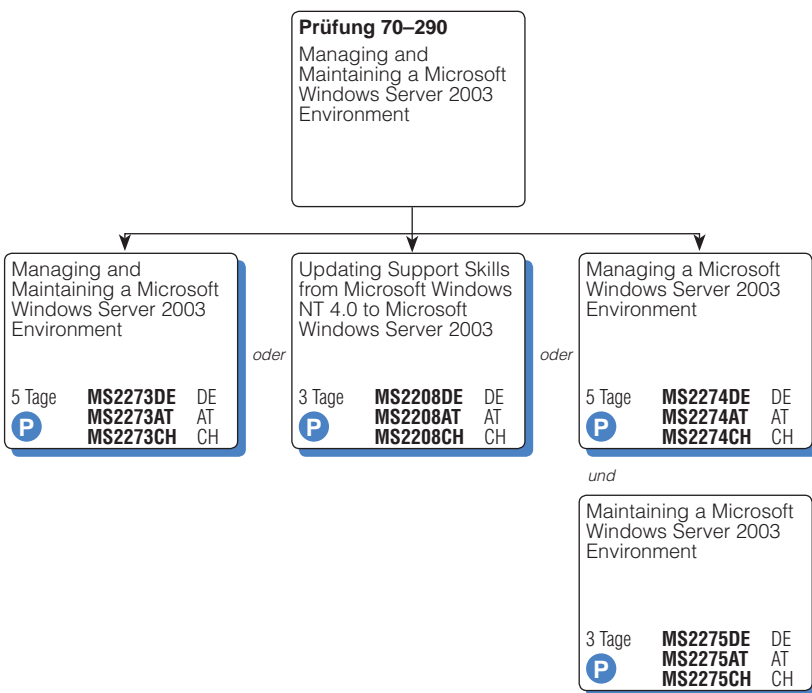 Prüfung 70–290
Managing and
Maintaining a Microsoft
Windows Server 2003
Environment
Managing and
Maintaining a Microsoft
Windows Server 2003
Environment
5 Tage MS2273DE DE
P MS2273AT AT
MS2273CH CH
oder
Updating Support Skills
from Microsoft Windows
NT 4.0 to Microsoft
Windows Server 2003
3 Tage MS2208DE DE
P MS2208AT AT
MS2208CH CH
oder
Managing a Microsoft
Windows Server 2003
Environment
5 Tage MS2274DE DE
P MS2274AT AT
MS2274CH CH
und
Maintaining a Microsoft
Windows Server 2003
Environment
3 Tage MS2275DE DE
P MS2275AT AT
MS2275CH CH